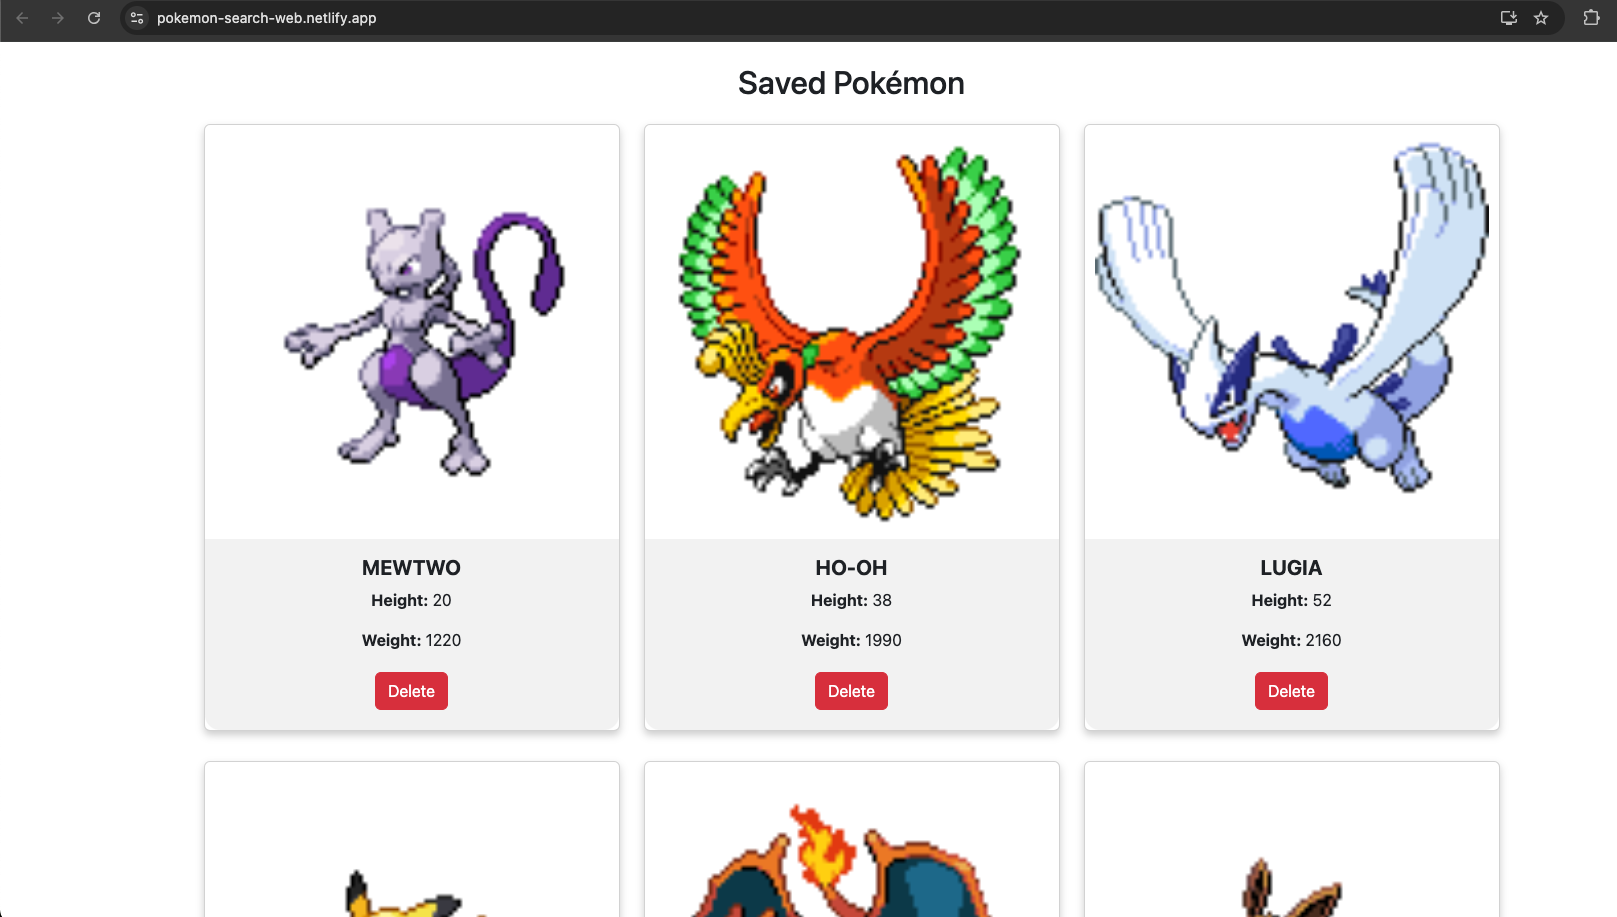 pokemon-search-web.netlify.app
Saved Pokémon
MEWTWO
Height: 20
Weight: 1220
Delete
HO-OH
Height: 38
Weight: 1990
Delete
LUGIA
Height: 52
Weight: 2160
Delete